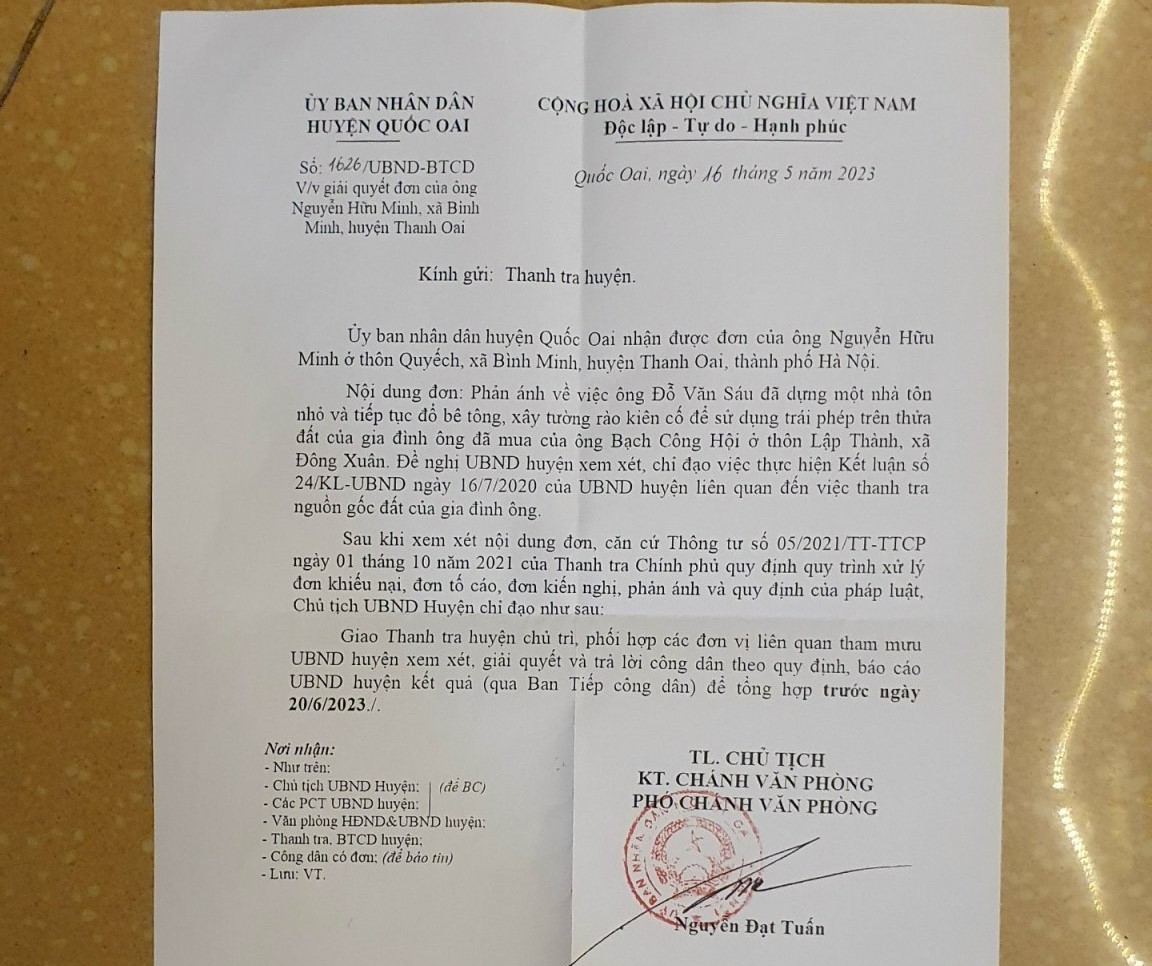 ỦY BAN NHÂN DÂN
HUYỆN QUỐC OAI
CỘNG HOÀ XÃ HỘI CHỦ NGHĨA VIỆT NAM
Độc lập - Tự do - Hạnh phúc
Số: 1626/UBND-BTCD
V/v giải quyết đơn của ông
Nguyễn Hữu Minh, xã Bình
Minh, huyện Thanh Oai
Quốc Oai, ngày 16 tháng 5 năm 2023
Kính gửi: Thanh tra huyện.
Ủy ban nhân dân huyện Quốc Oai nhận được đơn của ông Nguyễn Hữu
Minh ở thôn Quyếch, xã Bình Minh, huyện Thanh Oai, thành phố Hà Nội.
Nội dung đơn: Phản ánh về việc ông Đỗ Văn Sáu đã dựng một nhà tôn
nhỏ và tiếp tục đổ bê tông, xây tường rào kiên cố để sử dụng trái phép trên thửa
đất của gia đình ông đã mua của ông Bạch Công Hội ở thôn Lập Thành, xã
Đông Xuân. Đề nghị UBND huyện xem xét, chỉ đạo việc thực hiện Kết luận số
24/KL-UBND ngày 16/7/2020 của UBND huyện liên quan đến việc thanh tra
nguồn gốc đất của gia đình ông.
Sau khi xem xét nội dung đơn, căn cứ Thông tư số 05/2021/TT-TTCP
ngày 01 tháng 10 năm 2021 của Thanh tra Chính phủ quy định quy trình xử lý
đơn khiếu nại, đơn tố cáo, đơn kiến nghị, phản ánh và quy định của pháp luật,
Chủ tịch UBND Huyện chỉ đạo như sau:
Giao Thanh tra huyện chủ trì, phối hợp các đơn vị liên quan tham mưu
UBND huyện xem xét, giải quyết và trả lời công dân theo quy định, báo cáo
UBND huyện kết quả (qua Ban Tiếp công dân) để tổng hợp trước ngày
20/6/2023./.
Nơi nhận:
- Như trên;
- Chủ tịch UBND Huyện; (để BC)
- Các PCT UBND huyện;
- Văn phòng HĐND&UBND huyện;
- Thanh tra, BTCD huyện;
- Công dân có đơn; (để báo tin)
- Lưu: VT.
TL. CHỦ TỊCH
KT. CHÁNH VĂN PHÒNG
PHÓ CHÁNH VĂN PHÒNG
Nguyễn Đạt Tuấn